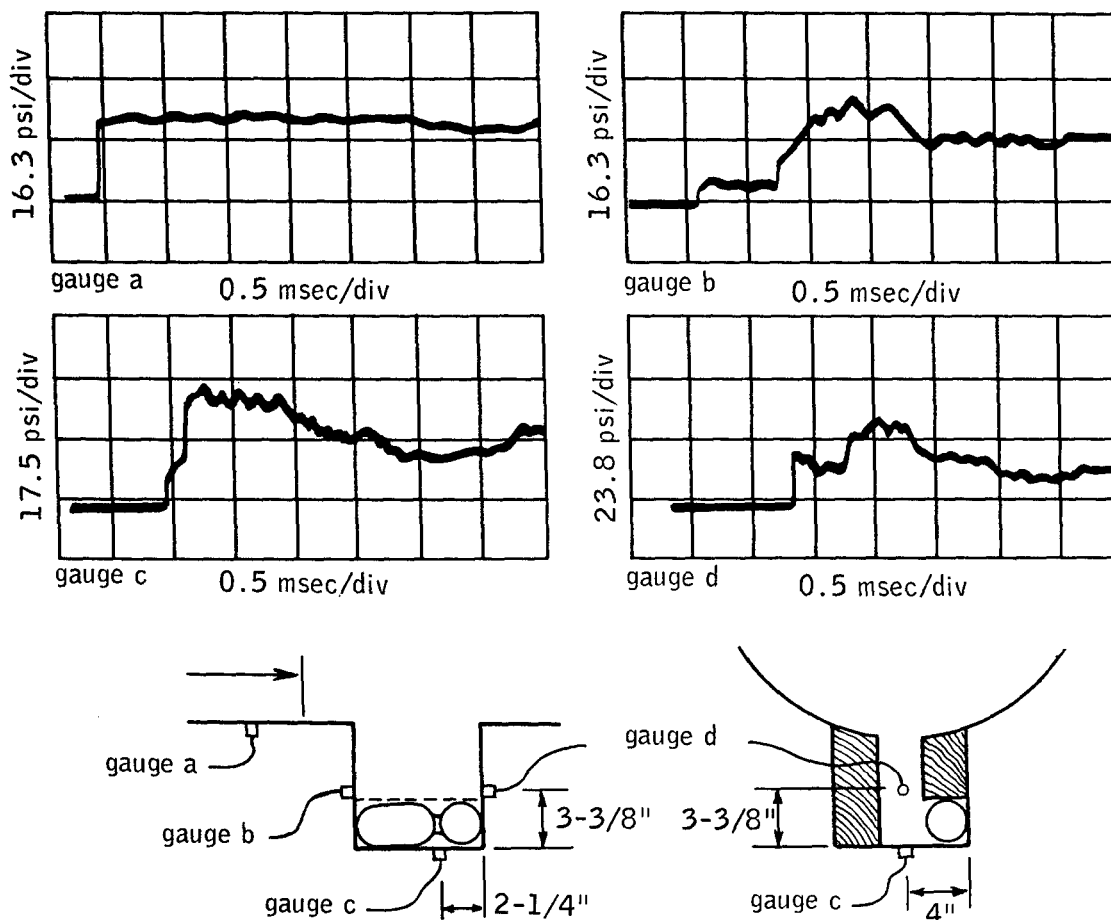 16.3 psi/div
gauge a
0.5 msec/div
16.3 psi/div
gauge b
0.5 msec/div
17.5 psi/div
gauge c
0.5 msec/div
23.8 psi/div
gauge d
0.5 msec/div
gauge a
gauge b
gauge c
3-3/8"
2-1/4"
gauge d
3-3/8"
gauge c
4"